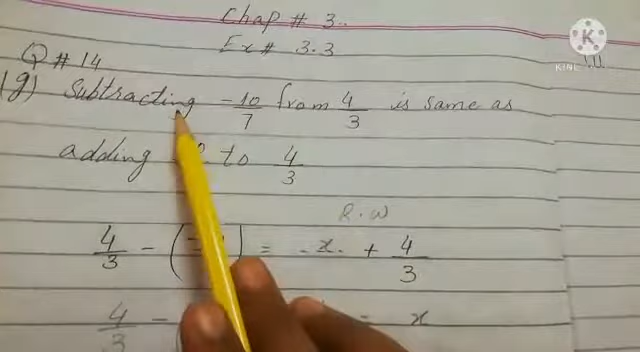 Chap # 3..
Ex # 3.3
Q # 14
(g) Subtracting -10/7 from 4/3 is same as
adding to 4/3
R.W
4/3 - ( ) = x + 4/3
4/3 - = x
K
KINE